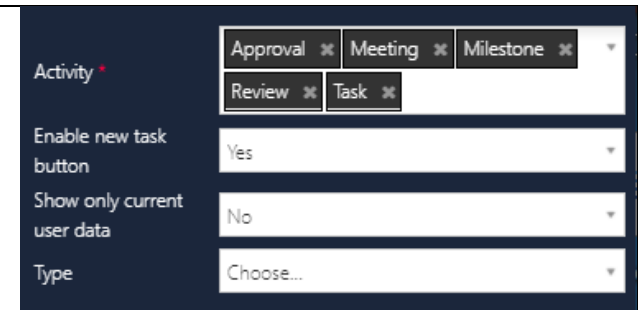 Activity *
Approval × Meeting × Milestone ×
Review × Task ×
Enable new task
button
Yes
Show only current
user data
No
Type
Choose...